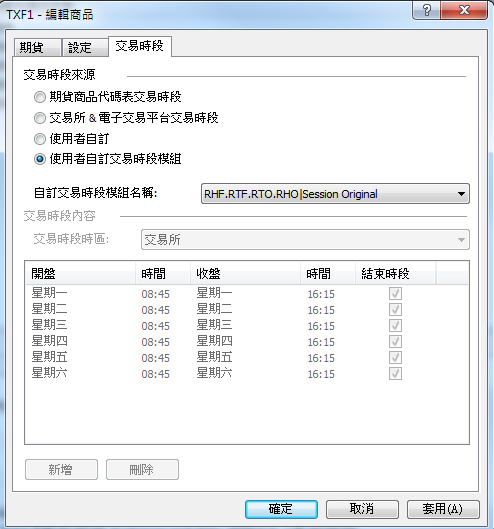 TXF1 - 編輯商品
期貨 設定 交易時段
交易時段來源
期貨商品代碼表交易時段
交易所 & 電子交易平台交易時段
使用者自訂
使用者自訂交易時段模組
自訂交易時段模組名稱: RHF.RTF.RTO.RHO|Session Original
交易時段內容
交易時段時區: 交易所
開盤 時間 收盤 時間 結束時段
星期一 08:45 星期一 16:15
星期二 08:45 星期二 16:15
星期三 08:45 星期三 16:15
星期四 08:45 星期四 16:15
星期五 08:45 星期五 16:15
星期六 08:45 星期六 16:15
新增 刪除
確定 取消 套用(A)